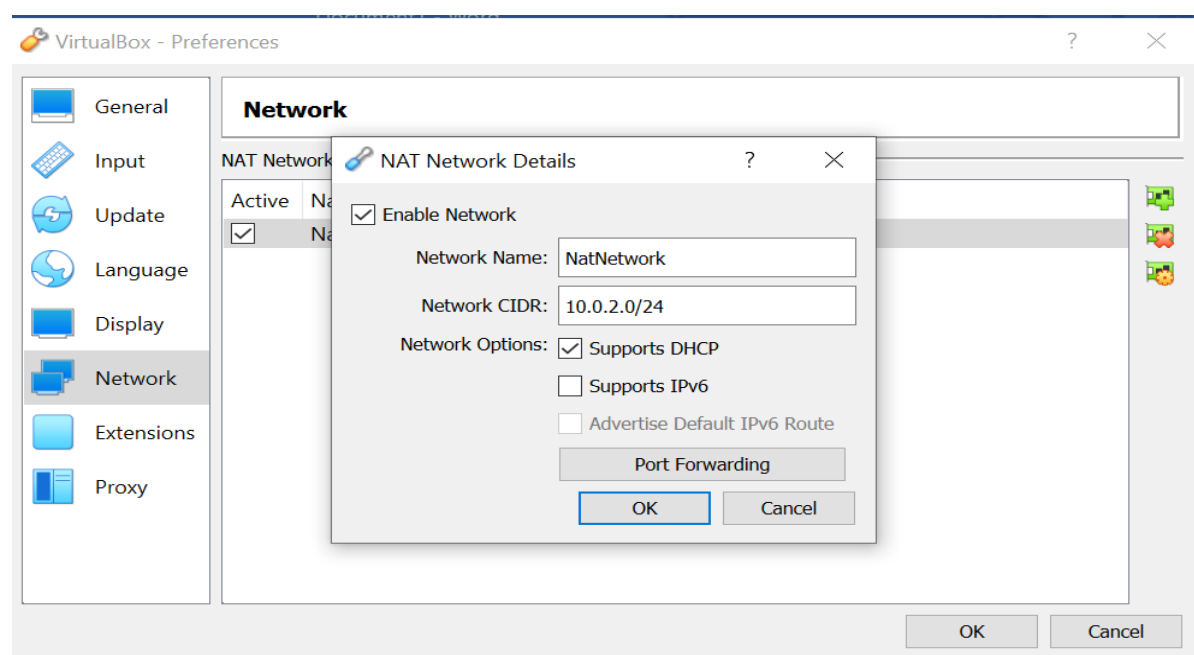 VirtualBox - Preferences ?
General
Input
Update
Language
Display
Network
Extensions
Proxy
Network
NAT Network
Active Na
Na
NAT Network Details ?
Enable Network
Network Name: NatNetwork
Network CIDR: 10.0.2.0/24
Network Options: Supports DHCP
Supports IPv6
Advertise Default IPv6 Route
Port Forwarding
OK Cancel
OK Cancel